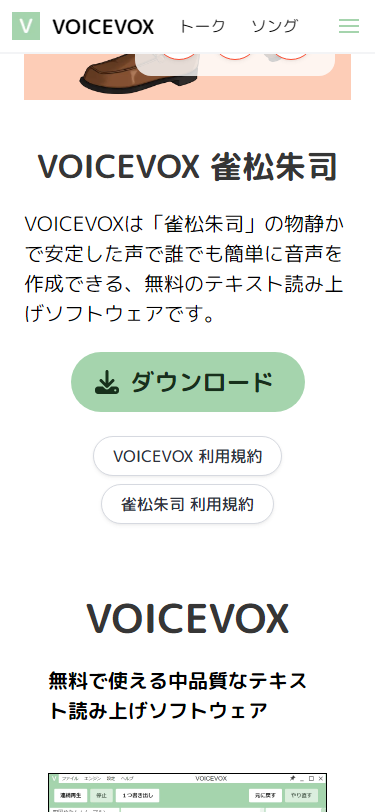 V VOICEVOX トーク ソング
VOICEVOX 雀松朱司
VOICEVOXは「雀松朱司」の物静か
で安定した声で誰でも簡単に音声を
作成できる、無料のテキスト読み上
げソフトウェアです。
ダウンロード
VOICEVOX 利用規約
雀松朱司 利用規約
VOICEVOX
無料で使える中品質なテキス
ト読み上げソフトウェア
V ファイル エンジン 設定 ヘルプ VOICEVOX
連続再生 停止 1つ書き出し 元に戻す やり直す